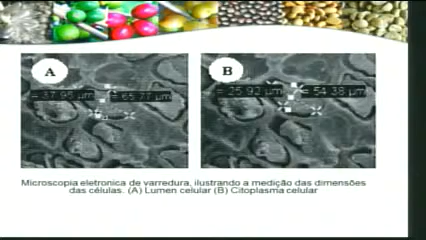 A
B
= 37.95 µm
= 65.77 µm
= 25.92 µm
= 54.38 µm
Microscopia eletronica de varredura, ilustrando a medição das dimensões
das células. (A) Lumen celular (B) Citoplasma celular